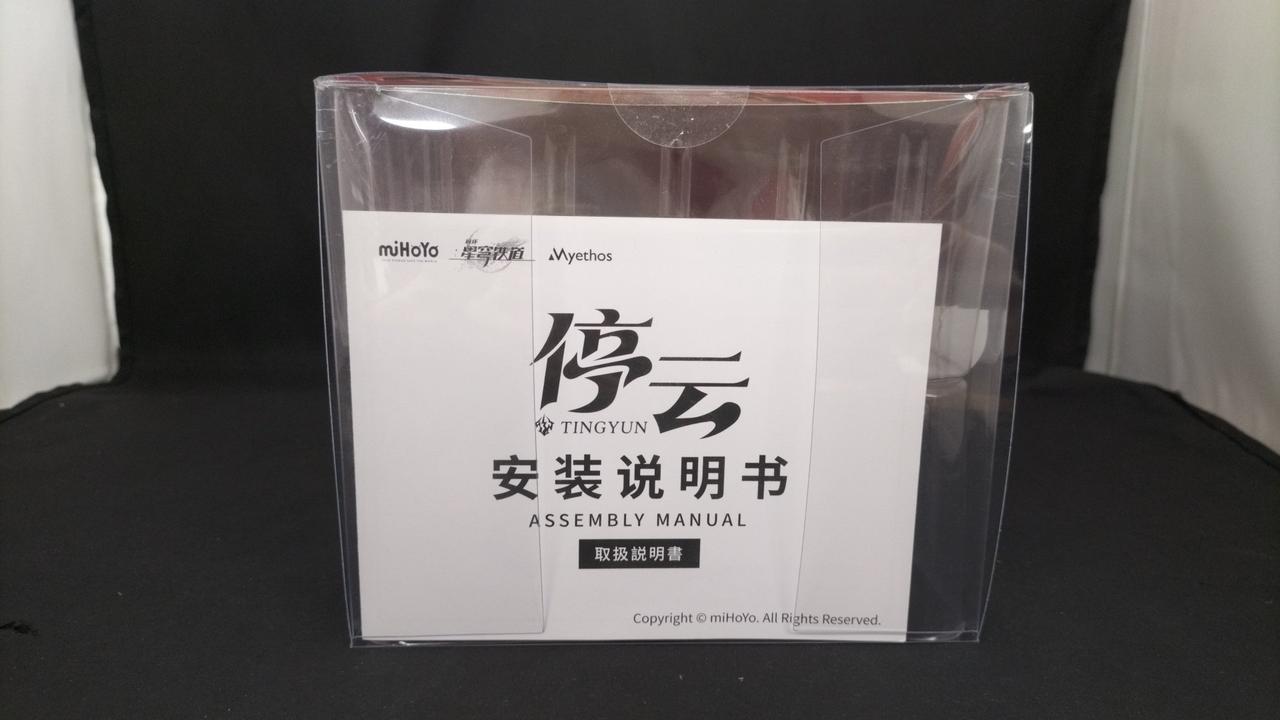 miHoYo 星穹铁道 Myethos
停云
TINGYUN
安装说明书
ASSEMBLY MANUAL
取扱説明書
Copyright © miHoYo. All Rights Reserved.